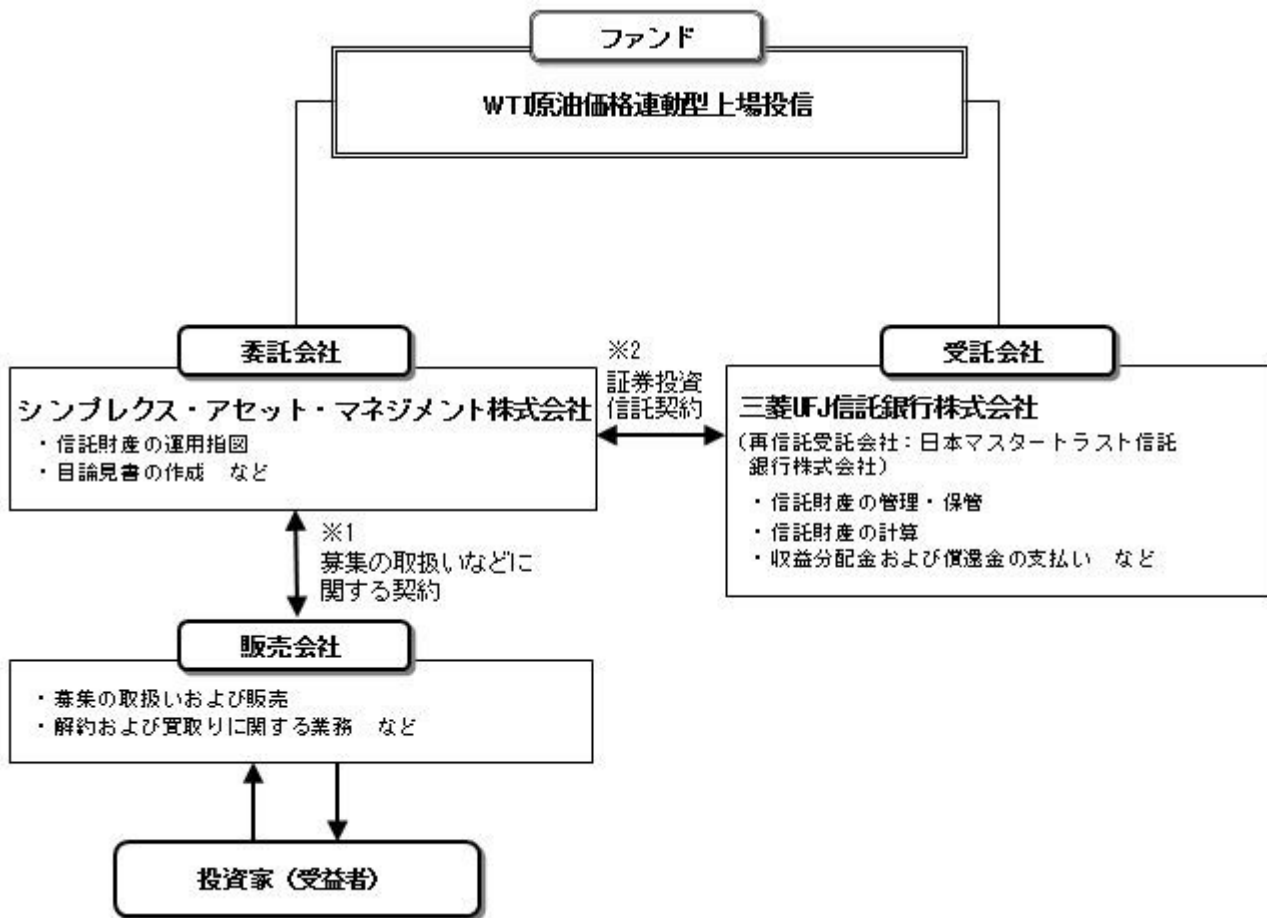 ファンド
WTI原油価格連動型上場投信
委託会社
シンプレクス・アセット・マネジメント株式会社
・信託財産の運用指図
・目論見書の作成　など
※2
証券投資
信託契約
受託会社
三菱UFJ信託銀行株式会社
(再信託受託会社：日本マスタートラスト信託
銀行株式会社)
・信託財産の管理・保管
・信託財産の計算
・収益分配金および償還金の支払い　など
※1
募集の取扱いなどに
関する契約
販売会社
・募集の取扱いおよび販売
・解約および買取りに関する業務　など
投資家（受益者）